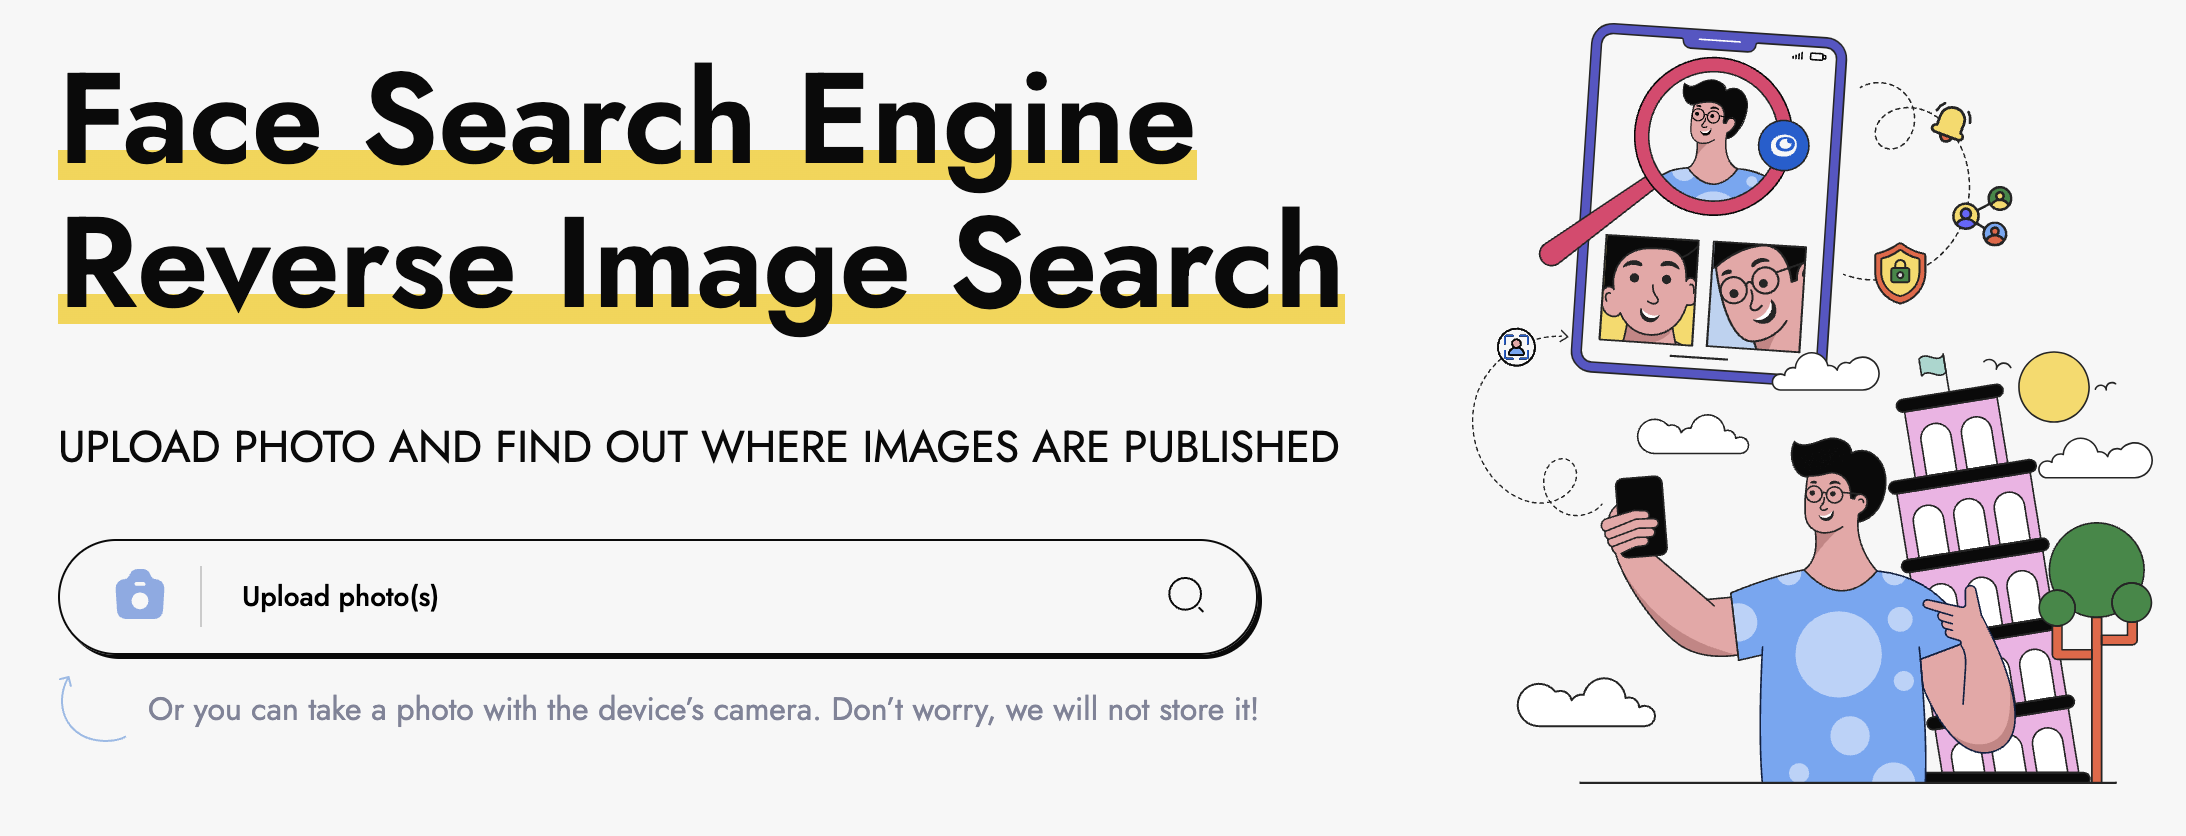 Face Search Engine
Reverse Image Search
UPLOAD PHOTO AND FIND OUT WHERE IMAGES ARE PUBLISHED
Upload photo(s)
Or you can take a photo with the device’s camera. Don’t worry, we will not store it!